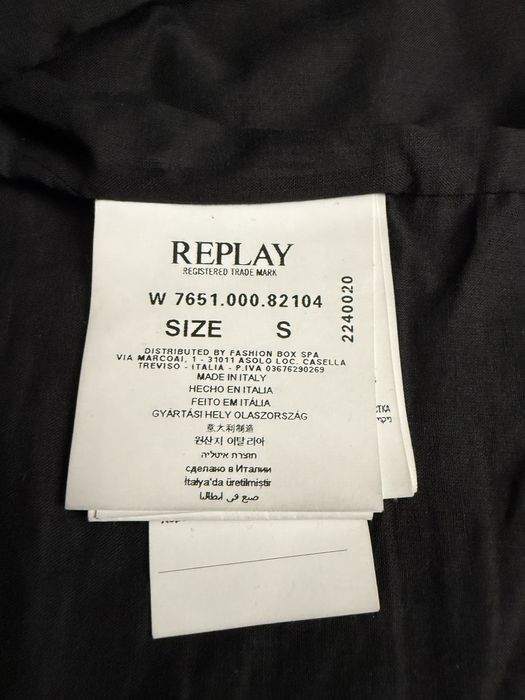 REPLAY
REGISTERED TRADE MARK
W 7651.000.82104
SIZE S
2240020
DISTRIBUTED BY FASHION BOX SPA
VIA MARCOAI, 1 - 31011 ASOLO LOC. CASELLA
TREVISO - ITALIA - P.IVA 03676290269
MADE IN ITALY
HECHO EN ITALIA
FEITO EM ITÁLIA
GYÁRTÁSI HELY OLASZORSZÁG
意大利制造
원산지 이탈리아
תוצרת איטליה
сделано в Италии
İtalya'da üretilmiştir
صنع في ايطاليا